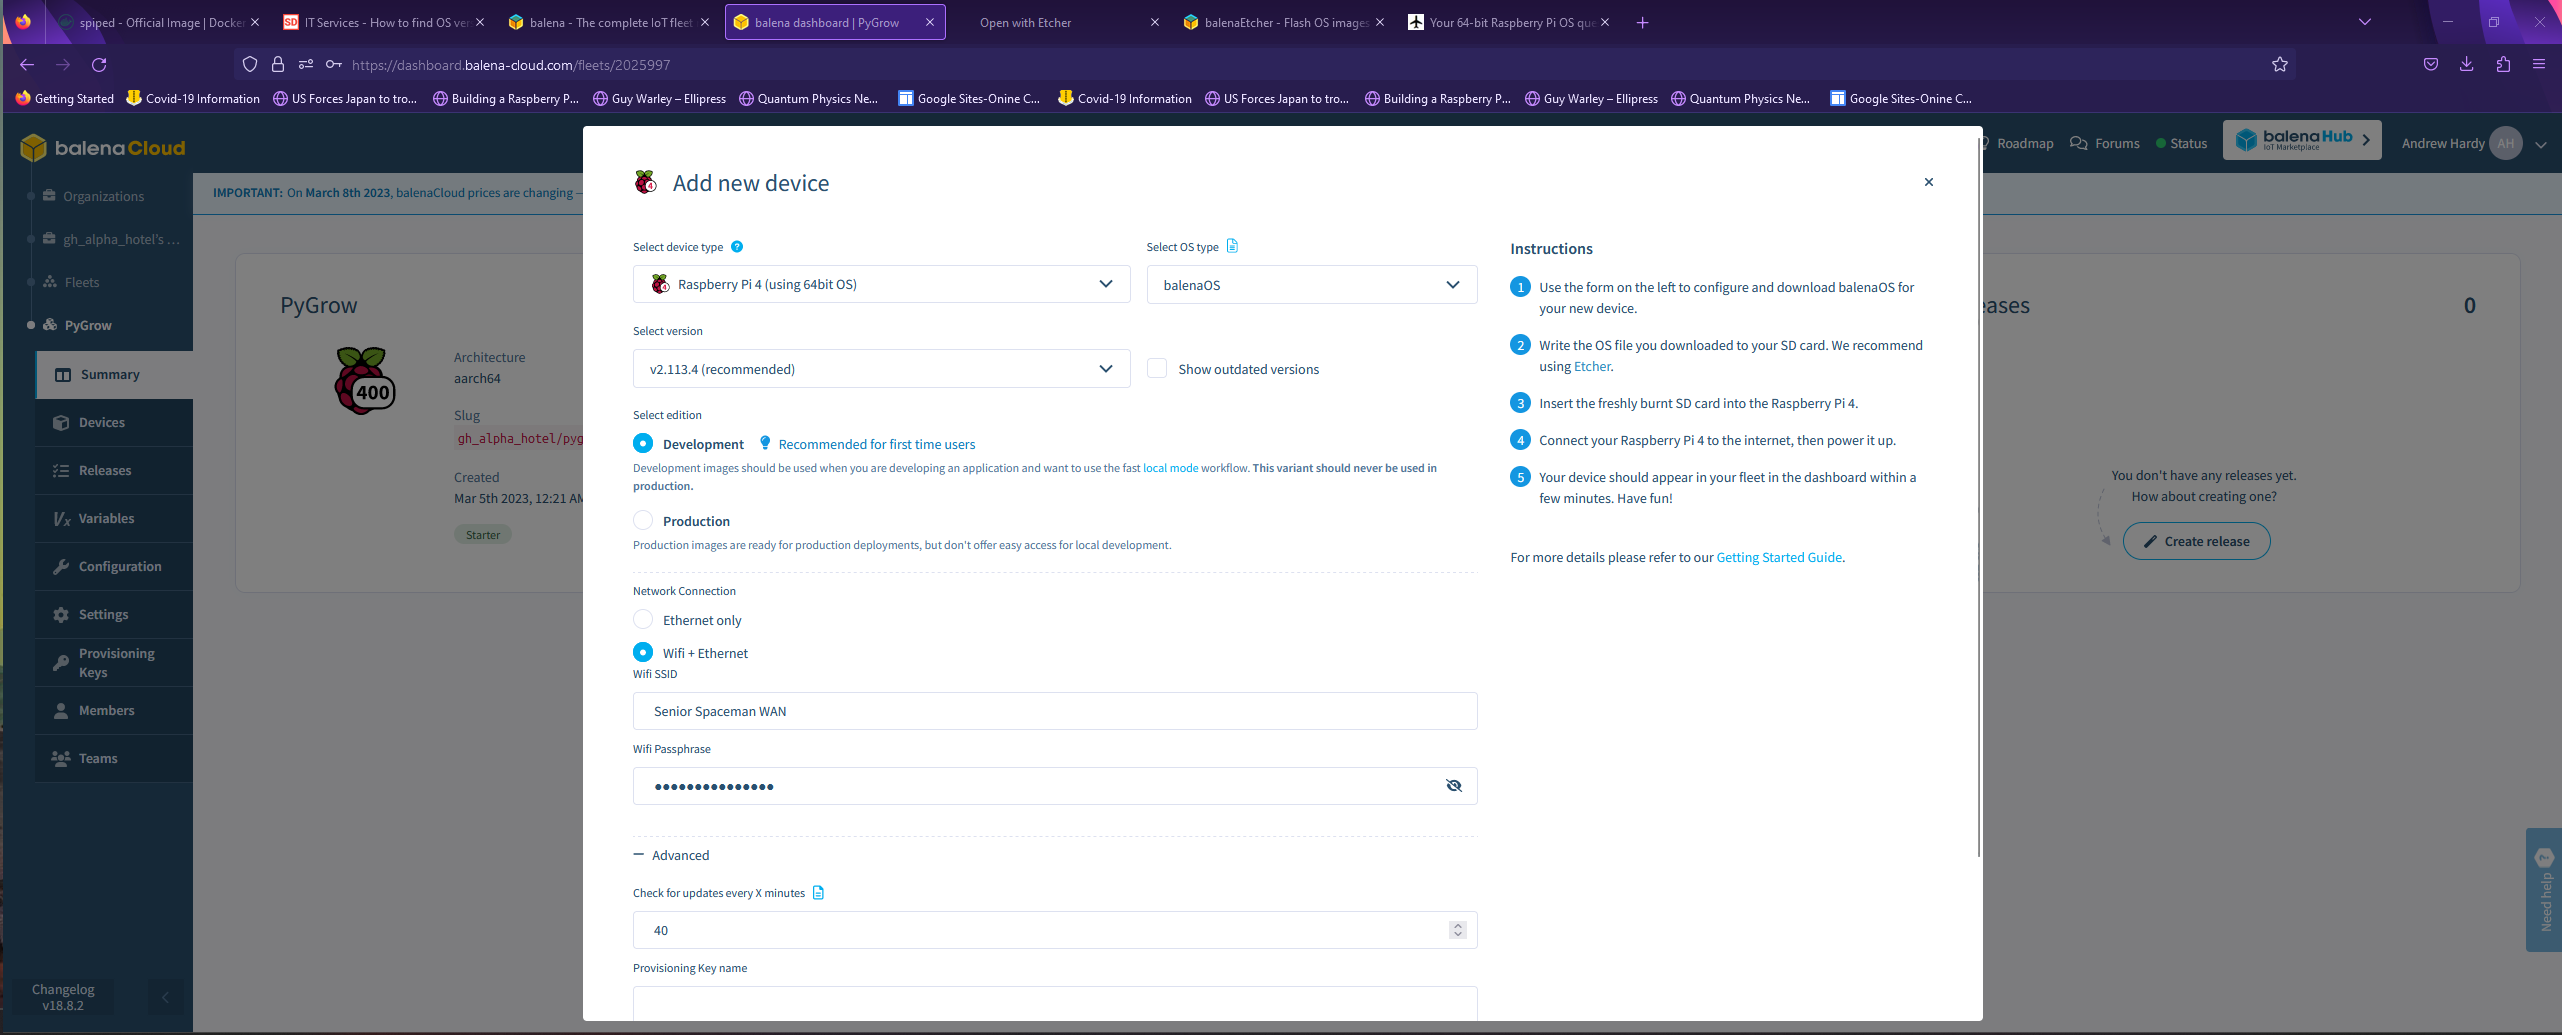 spiped - Official Image | Docker
IT Services - How to find OS ver
balena - The complete IoT fleet
balena dashboard | PyGrow
Open with Etcher
balenaEtcher - Flash OS images
Your 64-bit Raspberry Pi OS que
https://dashboard.balena-cloud.com/fleets/2025997
Getting Started
Covid-19 Information
US Forces Japan to tro...
Building a Raspberry P...
Guy Warley – Ellipress
Quantum Physics Ne...
Google Sites-Onine C...
Covid-19 Information
US Forces Japan to tro...
Building a Raspberry P...
Guy Warley – Ellipress
Quantum Physics Ne...
Google Sites-Onine C...
balenaCloud
Roadmap
Forums
Status
balenaHub
IoT Marketplace
Andrew Hardy
AH
Organizations
gh_alpha_hotel's ...
Fleets
PyGrow
Summary
Devices
Releases
Variables
Configuration
Settings
Provisioning
Keys
Members
Teams
Changelog
v18.8.2
IMPORTANT: On March 8th 2023, balenaCloud prices are changing —
PyGrow
400
Architecture
aarch64
Slug
gh_alpha_hotel/pyg
Created
Mar 5th 2023, 12:21 AM
Starter
Add new device
Select device type
Raspberry Pi 4 (using 64bit OS)
Select OS type
balenaOS
Select version
v2.113.4 (recommended)
Show outdated versions
Select edition
Development
Recommended for first time users
Development images should be used when you are developing an application and want to use the fast local mode workflow. This variant should never be used in
production.
Production
Production images are ready for production deployments, but don't offer easy access for local development.
Network Connection
Ethernet only
Wifi + Ethernet
Wifi SSID
Senior Spaceman WAN
Wifi Passphrase
•••••••••••••••
Advanced
Check for updates every X minutes
40
Provisioning Key name
Instructions
1 Use the form on the left to configure and download balenaOS for
your new device.
2 Write the OS file you downloaded to your SD card. We recommend
using Etcher.
3 Insert the freshly burnt SD card into the Raspberry Pi 4.
4 Connect your Raspberry Pi 4 to the internet, then power it up.
5 Your device should appear in your fleet in the dashboard within a
few minutes. Have fun!
For more details please refer to our Getting Started Guide.
eases
0
You don't have any releases yet.
How about creating one?
Create release
Need help